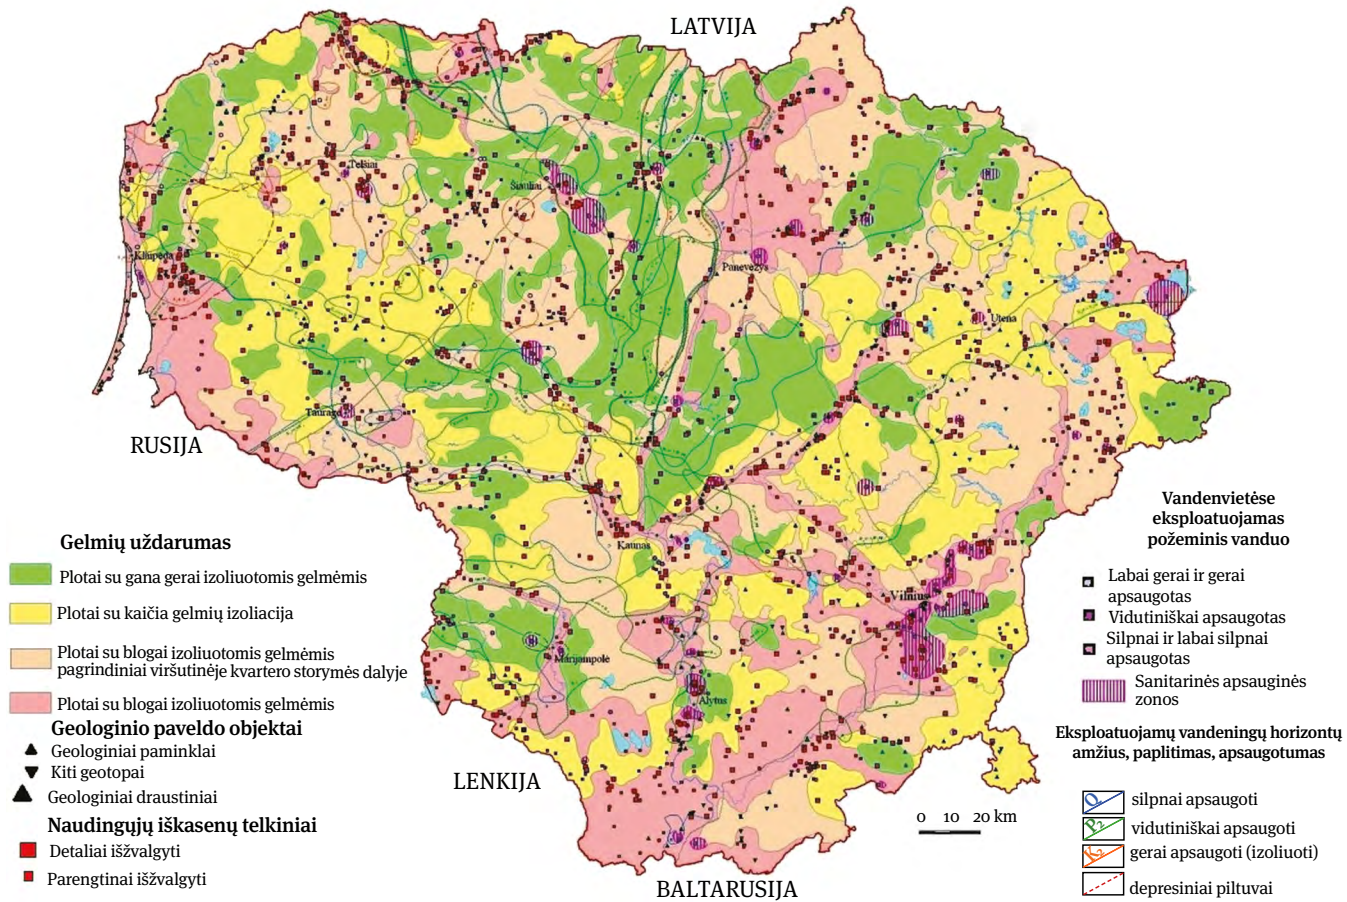 LATVIJA
Telšiai
Šiauliai
Klaipėda
Panevėžys
Utena
Tauragė
RUSIJA
Kaunas
Vilnius
Marijampolė
Alytus
LENKIJA
BALTARUSIJA
0 10 20 km
Gelmių uždarumas
Plotai su gana gerai izoliuotomis gelmėmis
Plotai su kaičia gelmių izoliacija
Plotai su blogai izoliuotomis gelmėmis
pagrindiniai viršutinėje kvartero storymės dalyje
Plotai su blogai izoliuotomis gelmėmis
Geologinio paveldo objektai
Geologiniai paminklai
Kiti geotopai
Geologiniai draustiniai
Naudingųjų iškasenų telkiniai
Detaliai išžvalgyti
Parengtinai išžvalgyti
Vandenvietėse
eksploatuojamas
požeminis vanduo
Labai gerai ir gerai
apsaugotas
Vidutiniškai apsaugotas
Silpnai ir labai silpnai
apsaugotas
Sanitarinės apsauginės
zonos
Eksploatuojamų vandeningų horizontų
amžius, paplitimas, apsaugotumas
silpnai apsaugoti
P₂ vidutiniškai apsaugoti
K₂ gerai apsaugoti (izoliuoti)
depresiniai piltuvai